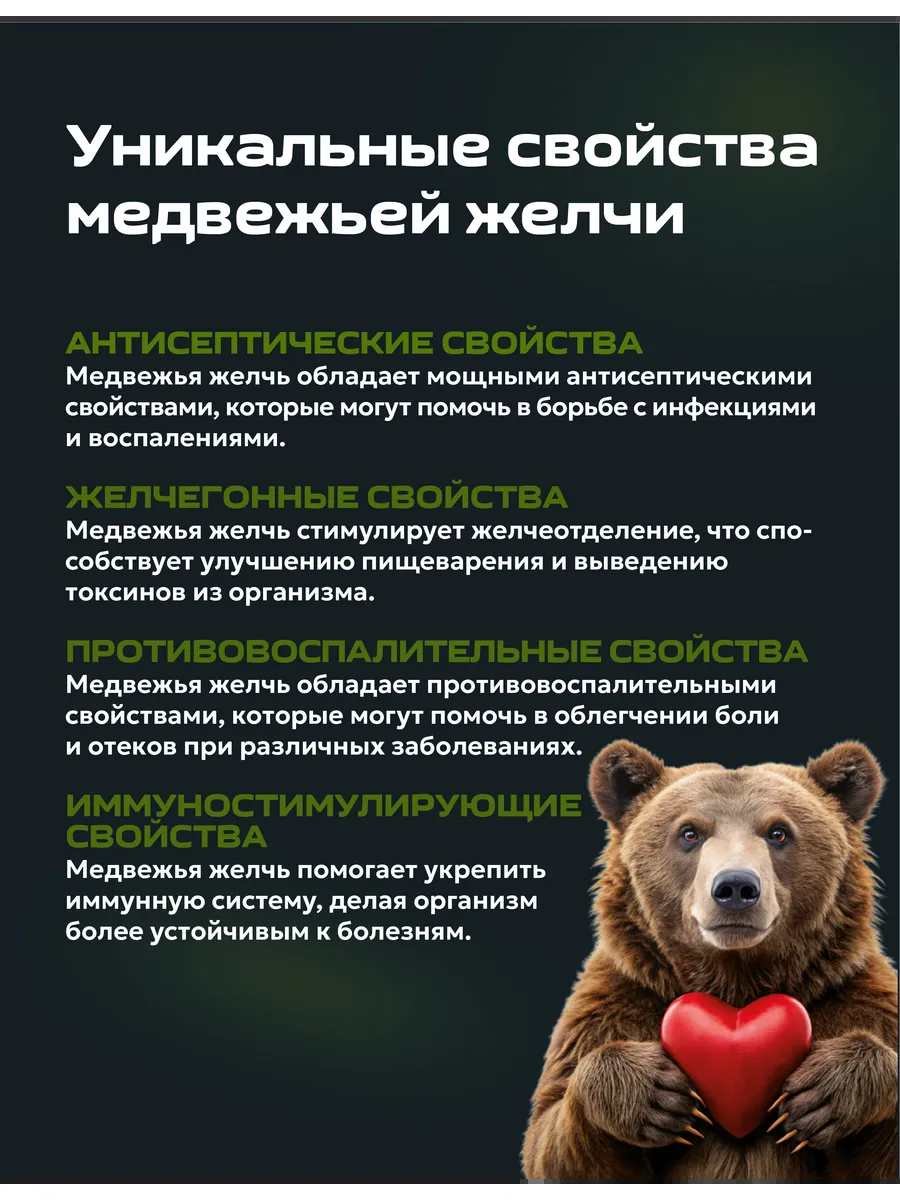 Уникальные свойства
медвежьей желчи
АНТИСЕПТИЧЕСКИЕ СВОЙСТВА
Медвежья желчь обладает мощными антисептическими
свойствами, которые могут помочь в борьбе с инфекциями
и воспалениями.
ЖЕЛЧЕГОННЫЕ СВОЙСТВА
Медвежья желчь стимулирует желчеотделение, что спо-
собствует улучшению пищеварения и выведению
токсинов из организма.
ПРОТИВОВОСПАЛИТЕЛЬНЫЕ СВОЙСТВА
Медвежья желчь обладает противовоспалительными
свойствами, которые могут помочь в облегчении боли
и отеков при различных заболеваниях.
ИММУНОСТИМУЛИРУЮЩИЕ
СВОЙСТВА
Медвежья желчь помогает укрепить
иммунную систему, делая организм
более устойчивым к болезням.